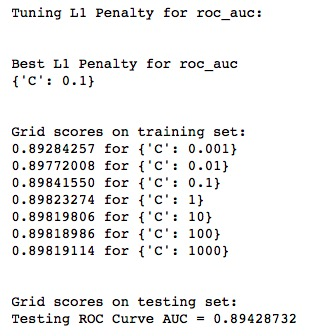 Tuning L1 Penalty for roc_auc:
Best L1 Penalty for roc_auc
{'C': 0.1}
Grid scores on training set:
0.89284257 for {'C': 0.001}
0.89772008 for {'C': 0.01}
0.89841550 for {'C': 0.1}
0.89823274 for {'C': 1}
0.89819806 for {'C': 10}
0.89818986 for {'C': 100}
0.89819114 for {'C': 1000}
Grid scores on testing set:
Testing ROC Curve AUC = 0.89428732